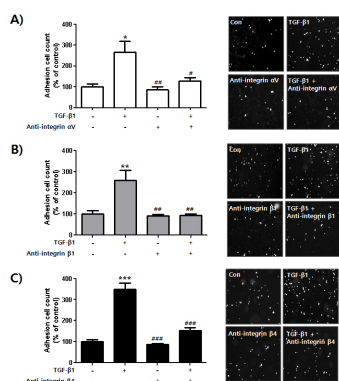 A)
Adhesion cell count
(% of control)
400
300
200
100
0
*
##
#
TGF-β1 - + - +
Anti-integrin αV - - + +
Con
TGF-β1
Anti-integrin αV
TGF-β1 +
Anti-integrin αV
B)
Adhesion cell count
(% of control)
400
300
200
100
0
**
##
##
TGF-β1 - + - +
Anti-integrin β1 - - + +
Con
TGF-β1
Anti-integrin β1
TGF-β1 +
Anti-integrin β1
C)
Adhesion cell count
(% of control)
400
300
200
100
0
***
###
###
TGF-β1 - + - +
Anti-integrin β4 - - + +
Con
TGF-β1
Anti-integrin β4
TGF-β1 +
Anti-integrin β4